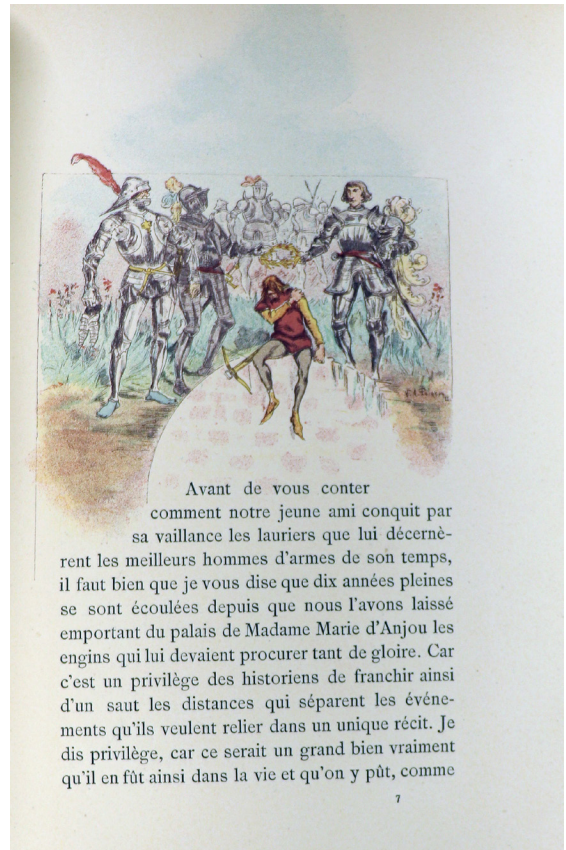 Avant de vous conter
comment notre jeune ami conquit par
sa vaillance les lauriers que lui décernè-
rent les meilleurs hommes d'armes de son temps,
il faut bien que je vous dise que dix années pleines
se sont écoulées depuis que nous l'avons laissé
emportant du palais de Madame Marie d'Anjou les
engins qui lui devaient procurer tant de gloire. Car
c'est un privilège des historiens de franchir ainsi
d'un saut les distances qui séparent les événe-
ments qu'ils veulent relier dans un unique récit. Je
dis privilège, car ce serait un grand bien vraiment
qu'il en fût ainsi dans la vie et qu'on y pût, comme
7